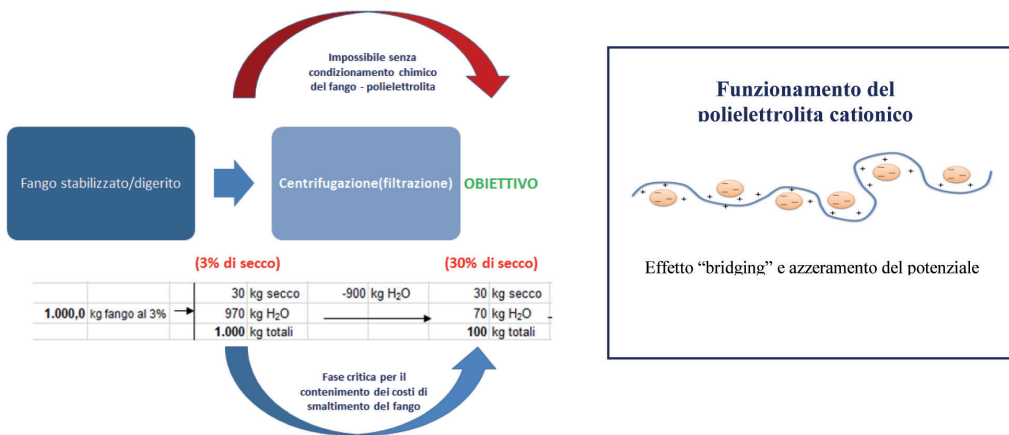 Impossibile senza
condizionamento chimico
del fango - polielettrolita
Fango stabilizzato/digerito
Centrifugazione(filtrazione)
OBIETTIVO
(3% di secco)
(30% di secco)
30 kg secco -900 kg H₂O 30 kg secco
1.000,0 kg fango al 3% 970 kg H₂O 70 kg H₂O
1.000 kg totali 100 kg totali
Fase critica per il
contenimento dei costi di
smaltimento del fango
Funzionamento del
polielettrolita cationico
Effetto “bridging” e azzeramento del potenziale